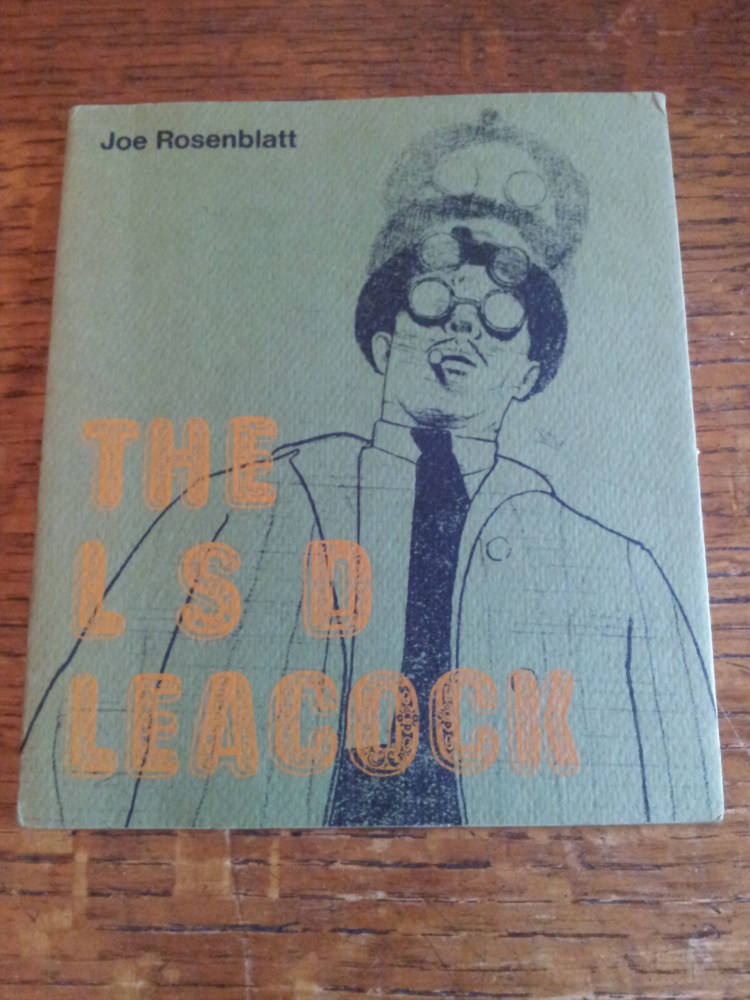 Joe Rosenblatt
THE
L S D
LEACOCK